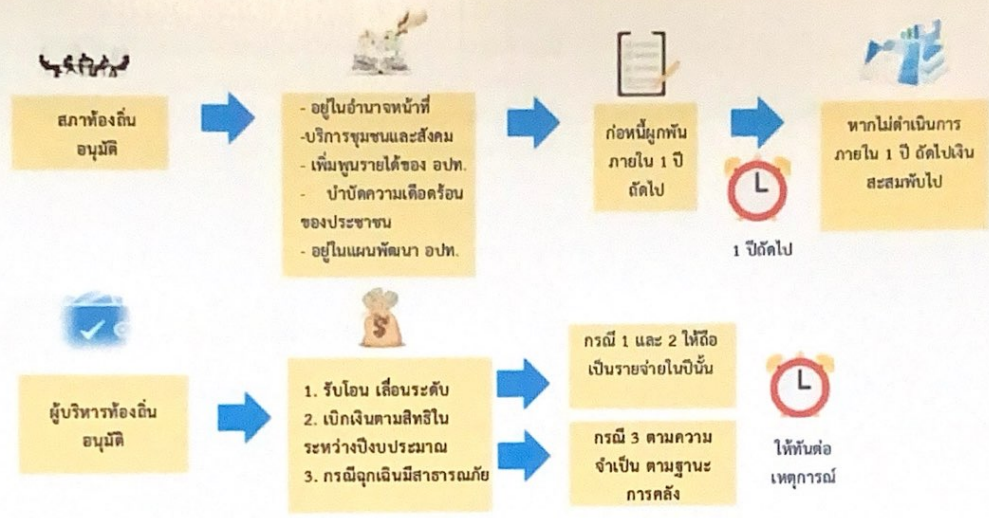 สภาท้องถิ่น
อนุมัติ
- อยู่ในอำนาจหน้าที่
-บริการชุมชนและสังคม
- เพิ่มพูนรายได้ของ อปท.
- บำบัดความเดือดร้อน
ของประชาชน
- อยู่ในแผนพัฒนา อปท.
ก่อหนี้ผูกพัน
ภายใน 1 ปี
ถัดไป
1 ปีถัดไป
หากไม่ดำเนินการ
ภายใน 1 ปี ถัดไปเงิน
สะสมพับไป
ผู้บริหารท้องถิ่น
อนุมัติ
1. รับโอน เลื่อนระดับ
2. เบิกเงินตามสิทธิใน
ระหว่างปีงบประมาณ
3. กรณีฉุกเฉินมีสาธารณภัย
กรณี 1 และ 2 ให้ถือ
เป็นรายจ่ายในปีนั้น
กรณี 3 ตามความ
จำเป็น ตามฐานะ
การคลัง
ให้ทันต่อ
เหตุการณ์